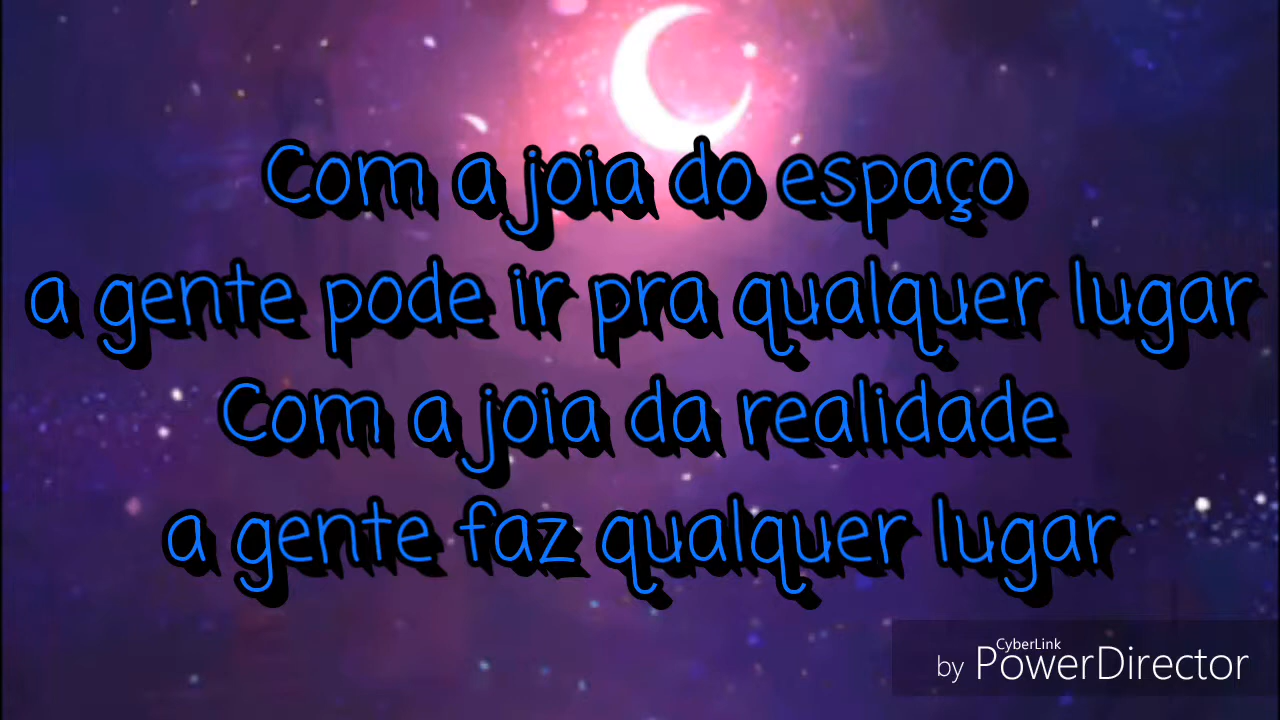 Com a joia do espaço
a gente pode ir pra qualquer lugar
Com a joia da realidade
a gente faz qualquer lugar
by CyberLink PowerDirector